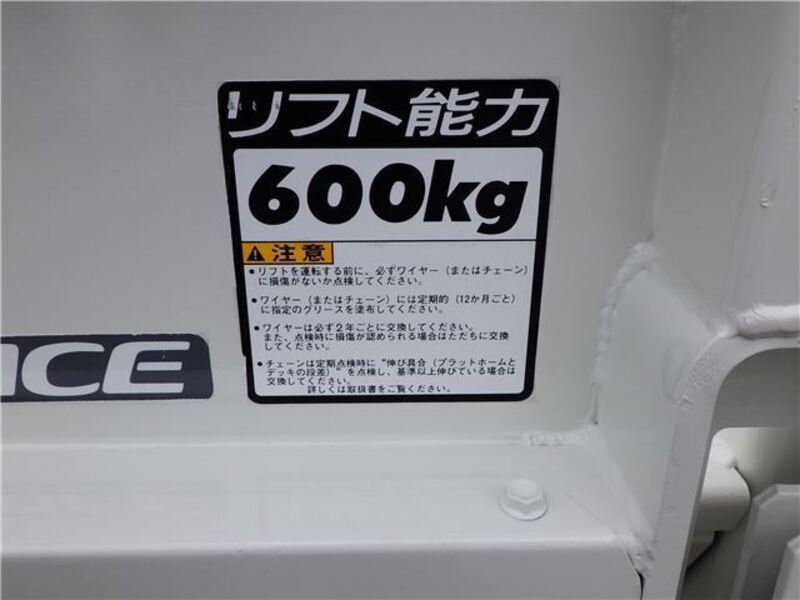 リフト能力
600kg
注意
●リフトを運転する前に、必ずワイヤー(またはチェーン)
に損傷がないか点検してください。
●ワイヤー(またはチェーン)には定期的(12か月ごと)
に指定のグリースを塗布してください。
●ワイヤーは必ず2年ごとに交換してください。
また、点検時に損傷が認められる場合はただちに交換
してください。
●チェーンは定期点検時に"伸び具合(プラットホームと
デッキの段差)"を点検し、基準以上伸びている場合は
交換してください。
詳しくは取扱書をご覧ください。
ICE